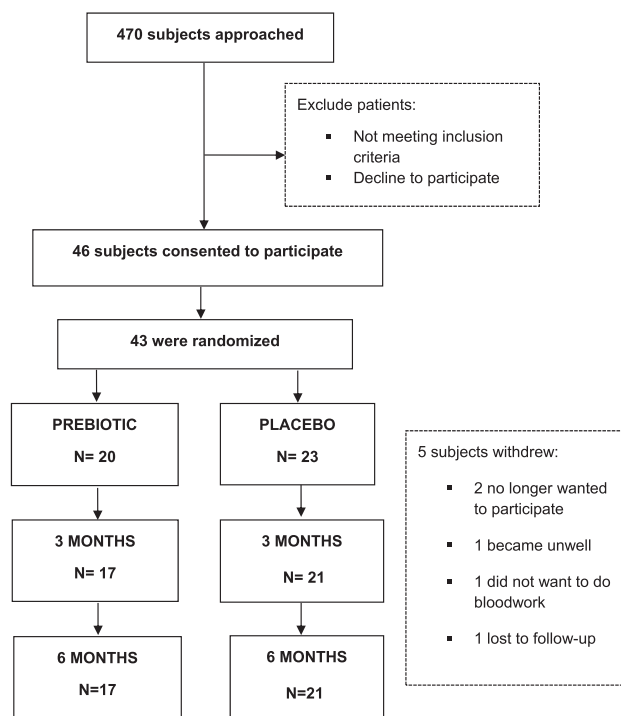 470 subjects approached
Exclude patients:
▪ Not meeting inclusion
criteria
▪ Decline to participate
46 subjects consented to participate
43 were randomized
PREBIOTIC
N= 20
PLACEBO
N= 23
5 subjects withdrew:
▪ 2 no longer wanted
to participate
▪ 1 became unwell
▪ 1 did not want to do
bloodwork
▪ 1 lost to follow-up
3 MONTHS
N= 17
3 MONTHS
N= 21
6 MONTHS
N=17
6 MONTHS
N=21